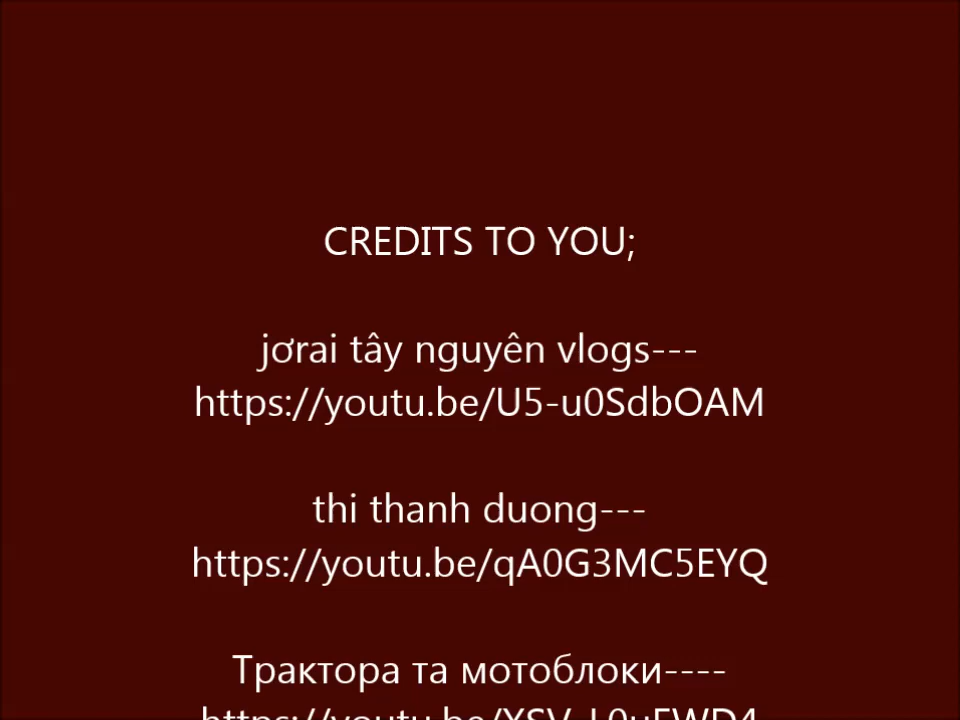 CREDITS TO YOU;
jơrai tây nguyên vlogs---
https://youtu.be/U5-u0SdbOAM
thi thanh duong---
https://youtu.be/qA0G3MC5EYQ
Трактора та мотоблоки----